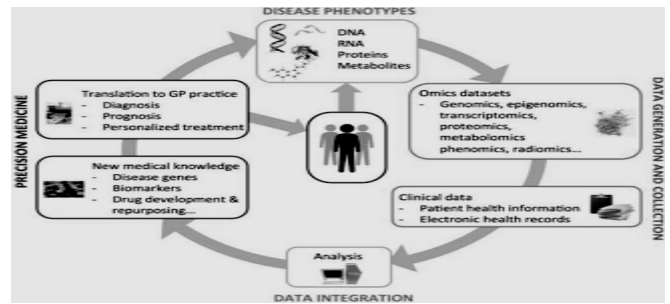 DISEASE PHENOTYPES
DNA
RNA
Proteins
Metabolites
Translation to GP practice
- Diagnosis
- Prognosis
- Personalized treatment
Omics datasets
- Genomics, epigenomics,
transcriptomics,
proteomics,
metabolomics
phenomics, radiomics...
PRECISION MEDICINE
DATA GENERATION AND COLLECTION
New medical knowledge
- Disease genes
- Biomarkers
- Drug development &
repurposing...
Clinical data
- Patient health information
- Electronic health records
Analysis
DATA INTEGRATION